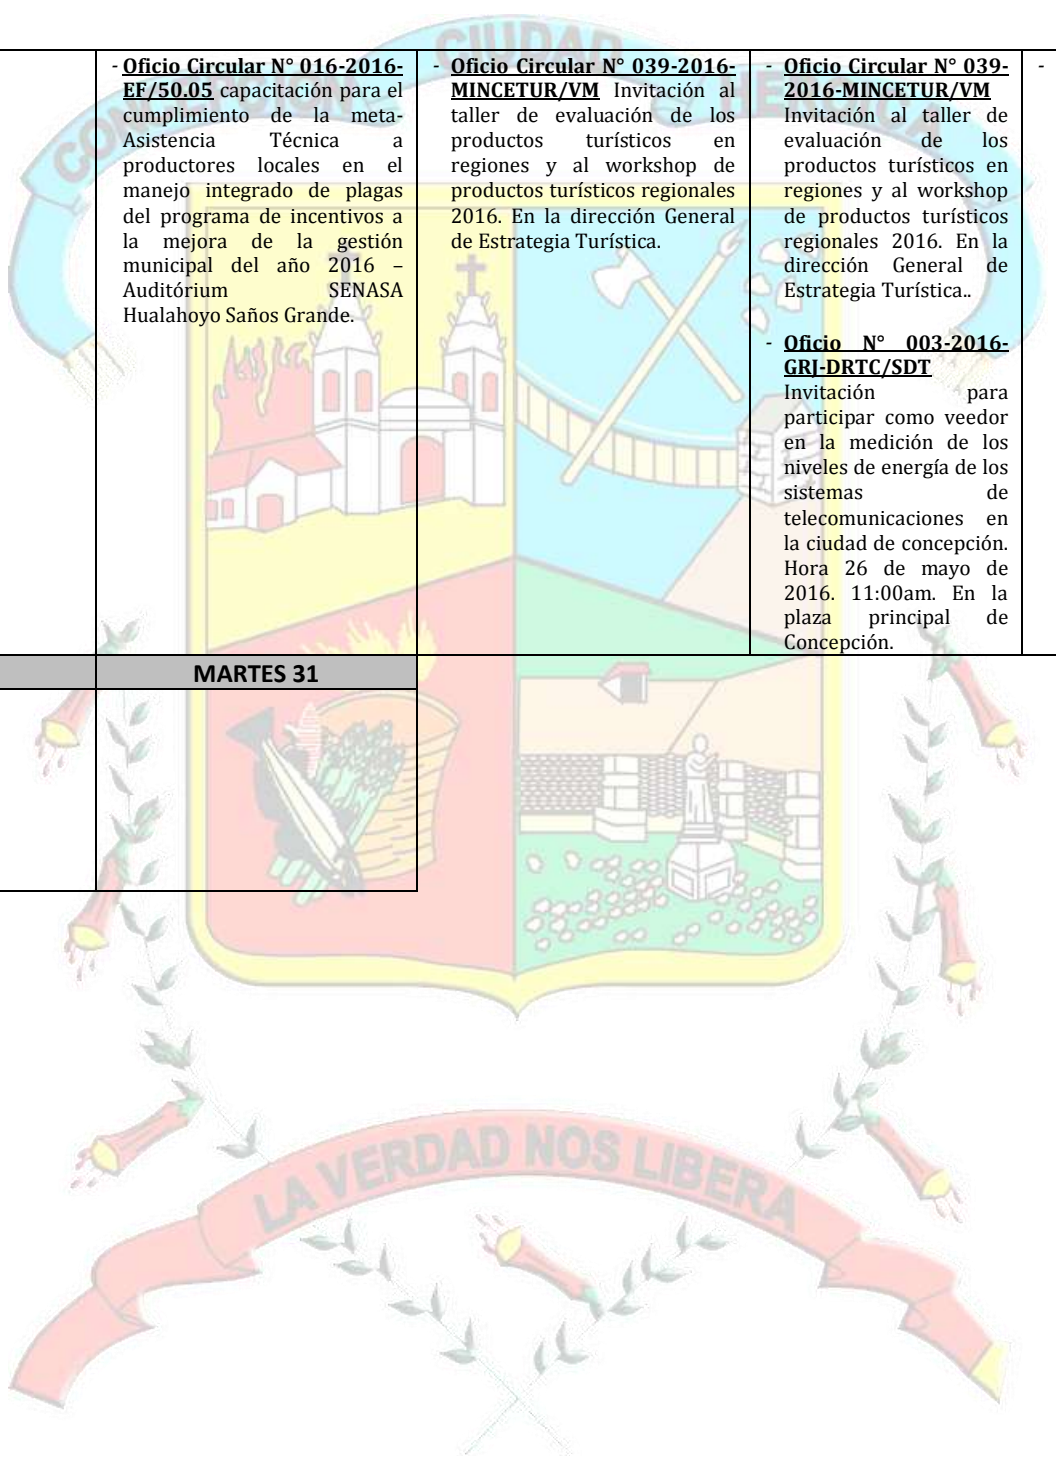 CONCEPCION CIUDAD HEROICA
- Oficio Circular N° 016-2016-
EF/50.05 capacitación para el
cumplimiento de la meta-
Asistencia Técnica a
productores locales en el
manejo integrado de plagas
del programa de incentivos a
la mejora de la gestión
municipal del año 2016 –
Auditórium SENASA
Hualahoyo Saños Grande.
- Oficio Circular N° 039-2016-
MINCETUR/VM Invitación al
taller de evaluación de los
productos turísticos en
regiones y al workshop de
productos turísticos regionales
2016. En la dirección General
de Estrategia Turística.
- Oficio Circular N° 039-
2016-MINCETUR/VM
Invitación al taller de
evaluación de los
productos turísticos en
regiones y al workshop
de productos turísticos
regionales 2016. En la
dirección General de
Estrategia Turística..
- Oficio N° 003-2016-
GRJ-DRTC/SDT
Invitación para
participar como veedor
en la medición de los
niveles de energía de los
sistemas de
telecomunicaciones en
la ciudad de concepción.
Hora 26 de mayo de
2016. 11:00am. En la
plaza principal de
Concepción.
-
MARTES 31
LA VERDAD NOS LIBERA